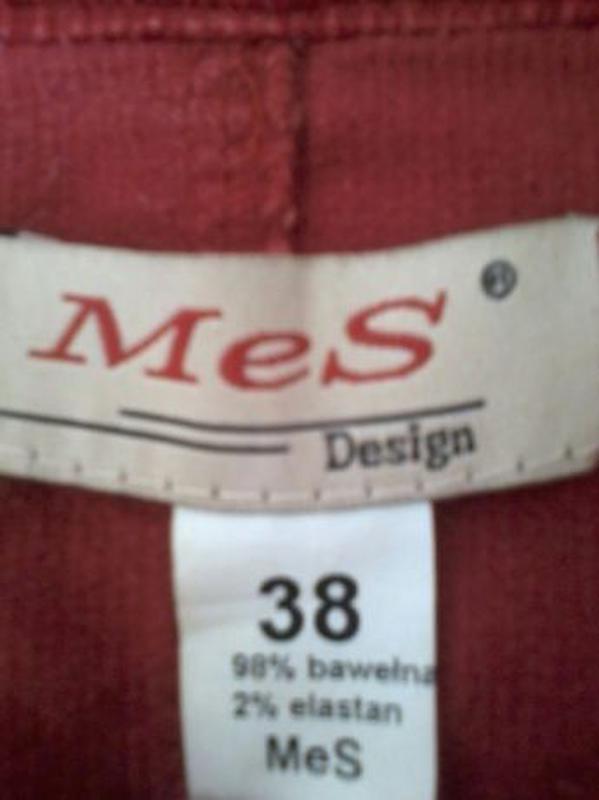 MeS ®
Design
38
98% bawełna
2% elastan
MeS